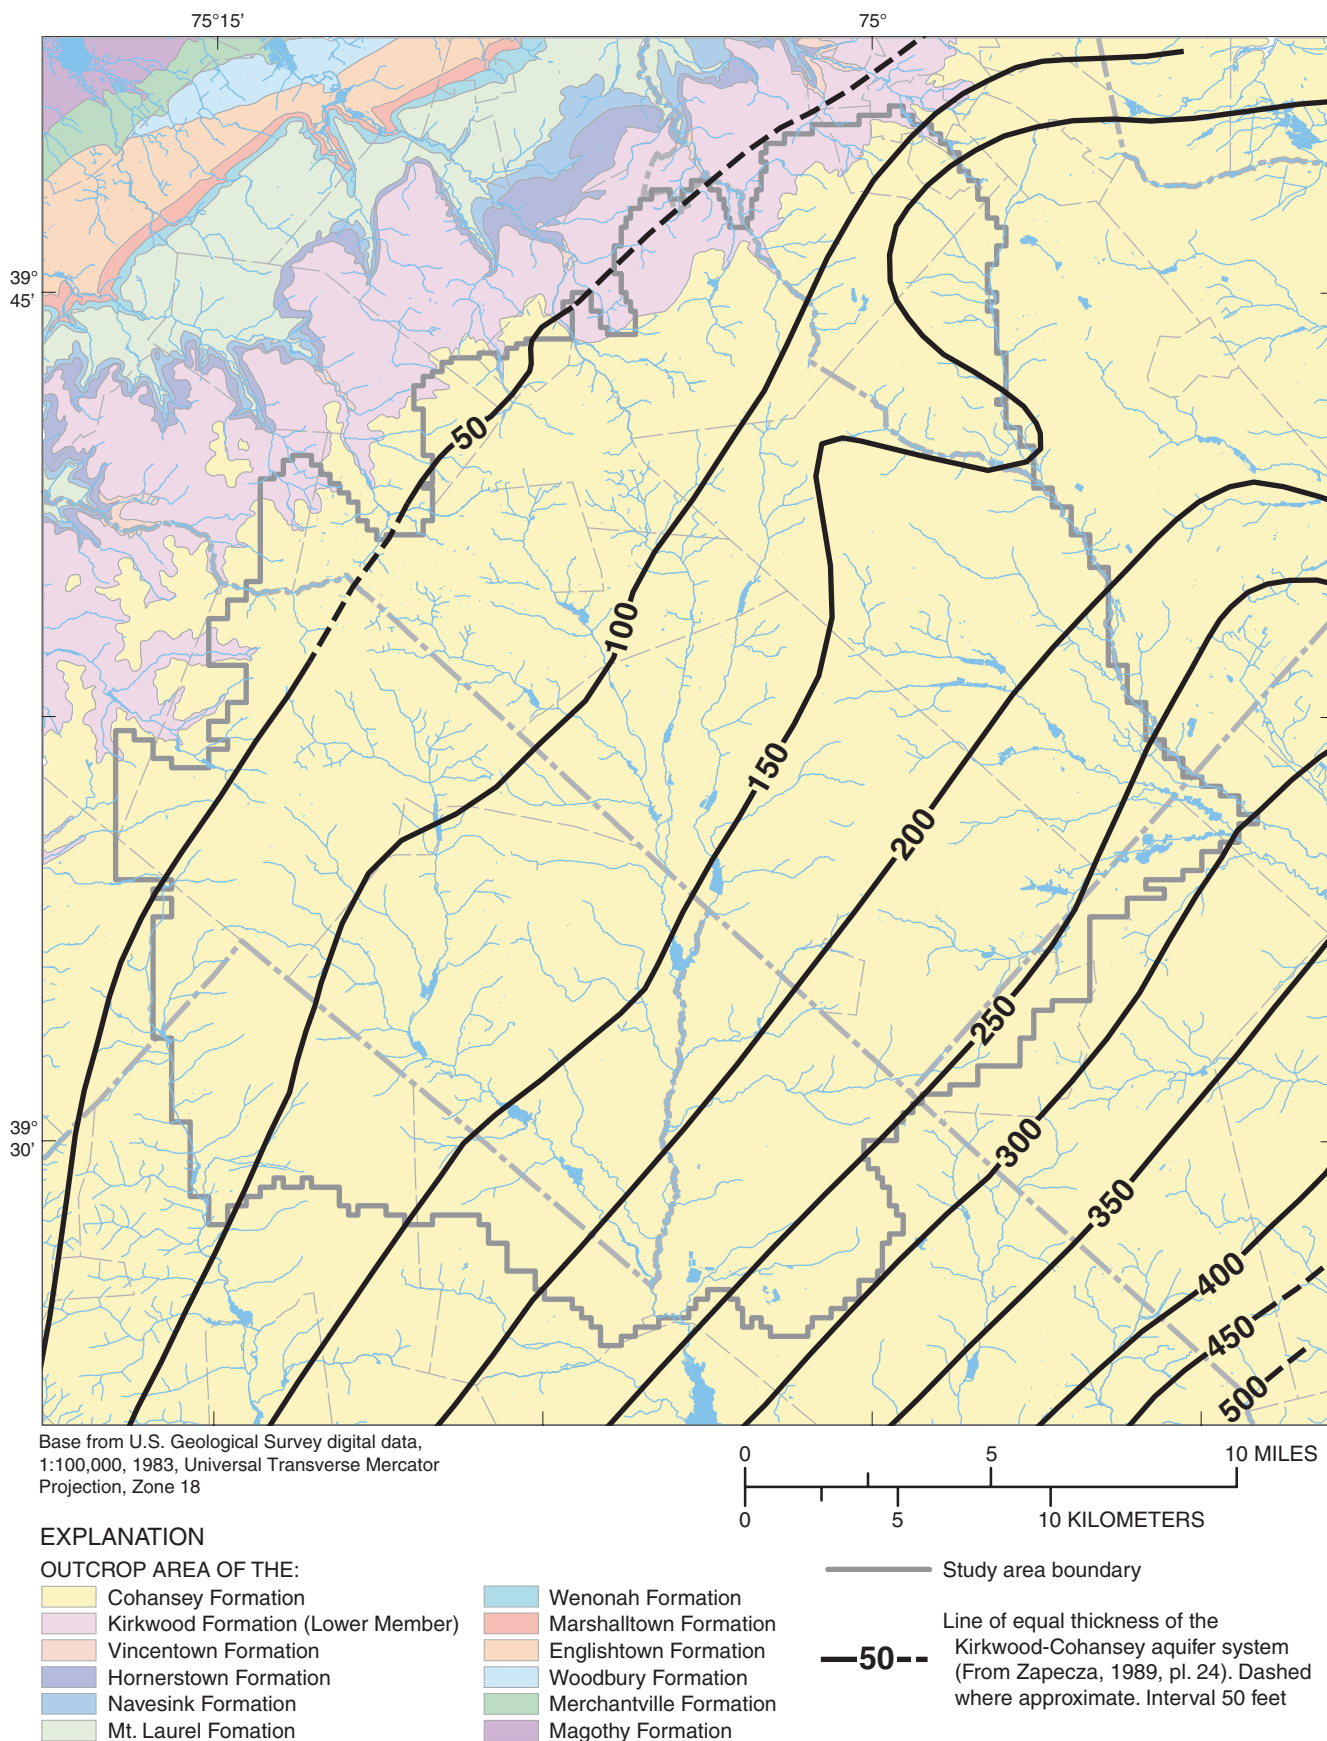 75°15'
75°
39°
45'
50
100
150
200
250
39°
30'
300
350
400
450
500
Base from U.S. Geological Survey digital data,
1:100,000, 1983, Universal Transverse Mercator
Projection, Zone 18
0 5 10 MILES
0 5 10 KILOMETERS
EXPLANATION
OUTCROP AREA OF THE:
Cohansey Formation
Kirkwood Formation (Lower Member)
Vincentown Formation
Hornerstown Formation
Navesink Formation
Mt. Laurel Fomation
Wenonah Formation
Marshalltown Formation
Englishtown Formation
Woodbury Formation
Merchantville Formation
Magothy Formation
Study area boundary
50
Line of equal thickness of the
Kirkwood-Cohansey aquifer system
(From Zapecza, 1989, pl. 24). Dashed
where approximate. Interval 50 feet